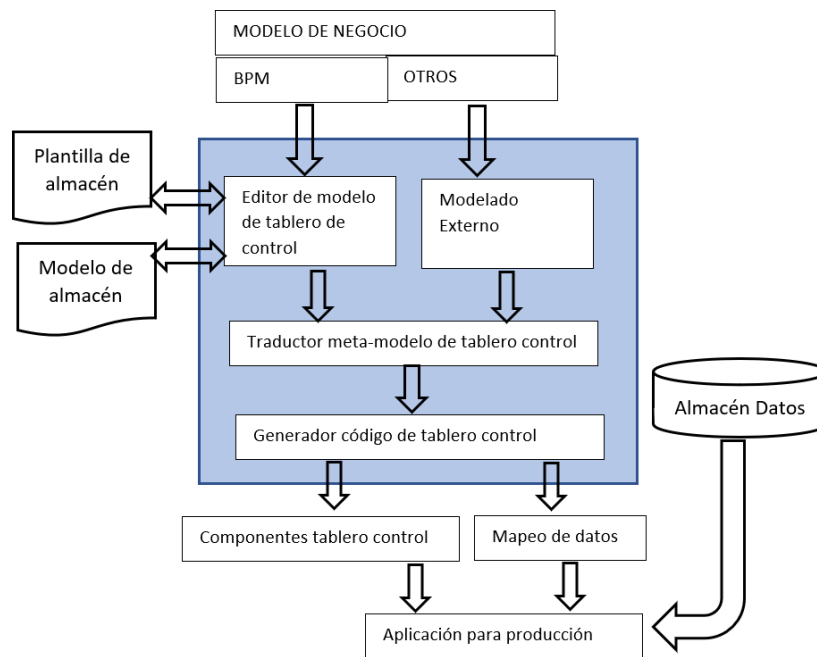 MODELO DE NEGOCIO
BPM
OTROS
Plantilla de
almacén
Editor de modelo
de tablero de
control
Modelado
Externo
Modelo de
almacén
Traductor meta-modelo de tablero control
Almacén Datos
Generador código de tablero control
Componentes tablero control
Mapeo de datos
Aplicación para producción